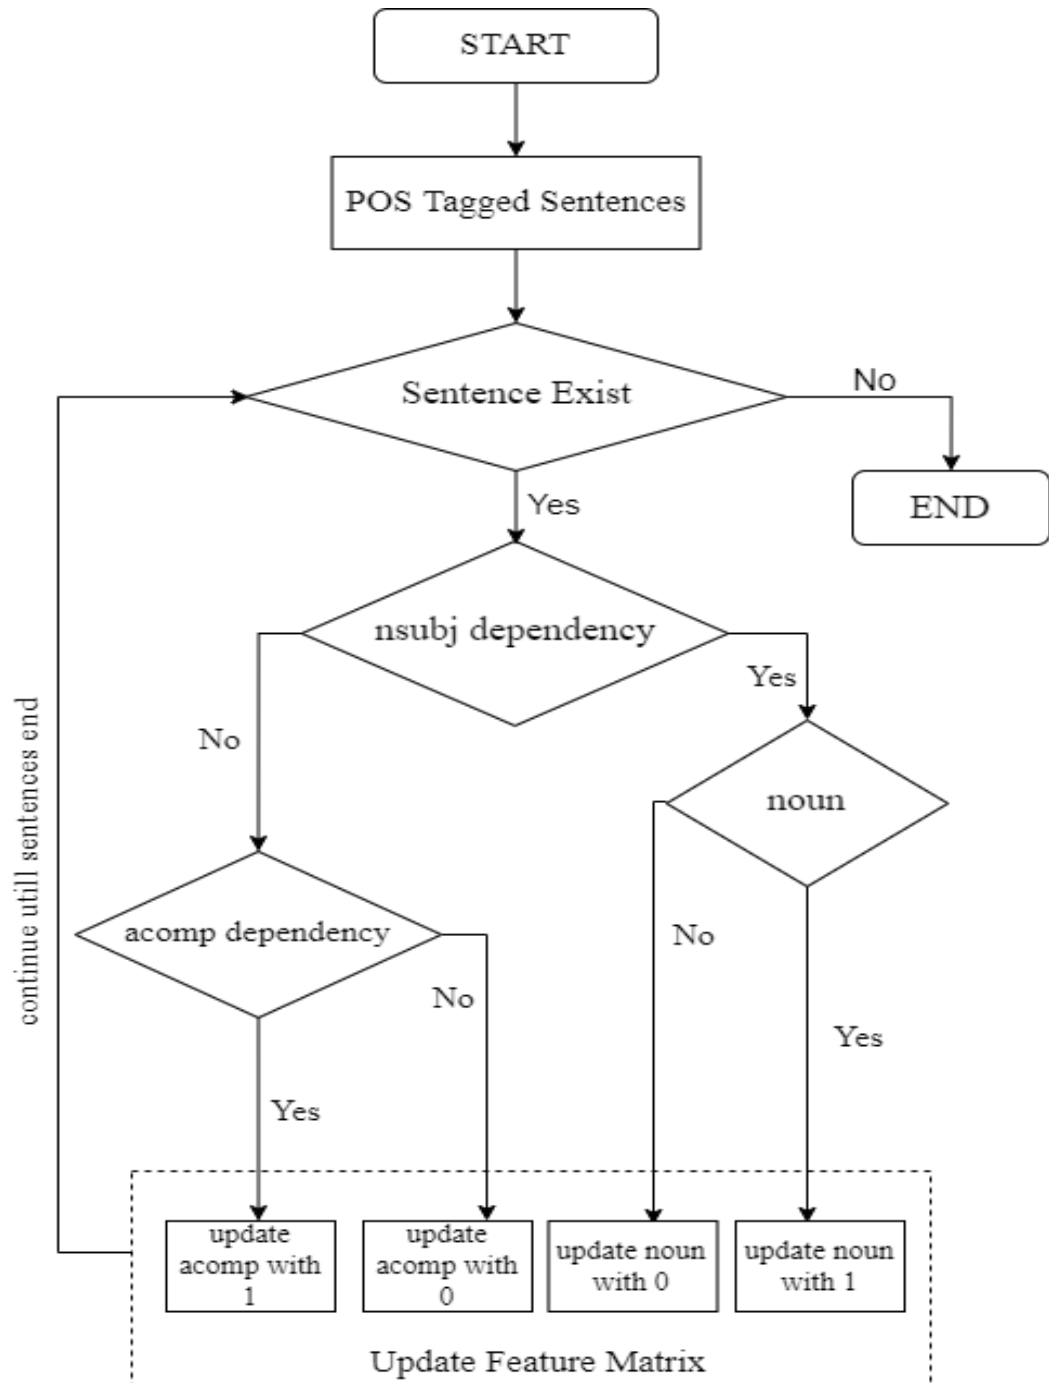 START
POS Tagged Sentences
Sentence Exist
No
END
Yes
nsubj dependency
Yes
No
noun
continue utill sentences end
acomp dependency
No
No
Yes
Yes
update
acomp with
1
update
acomp with
0
update noun
with 0
update noun
with 1
Update Feature Matrix